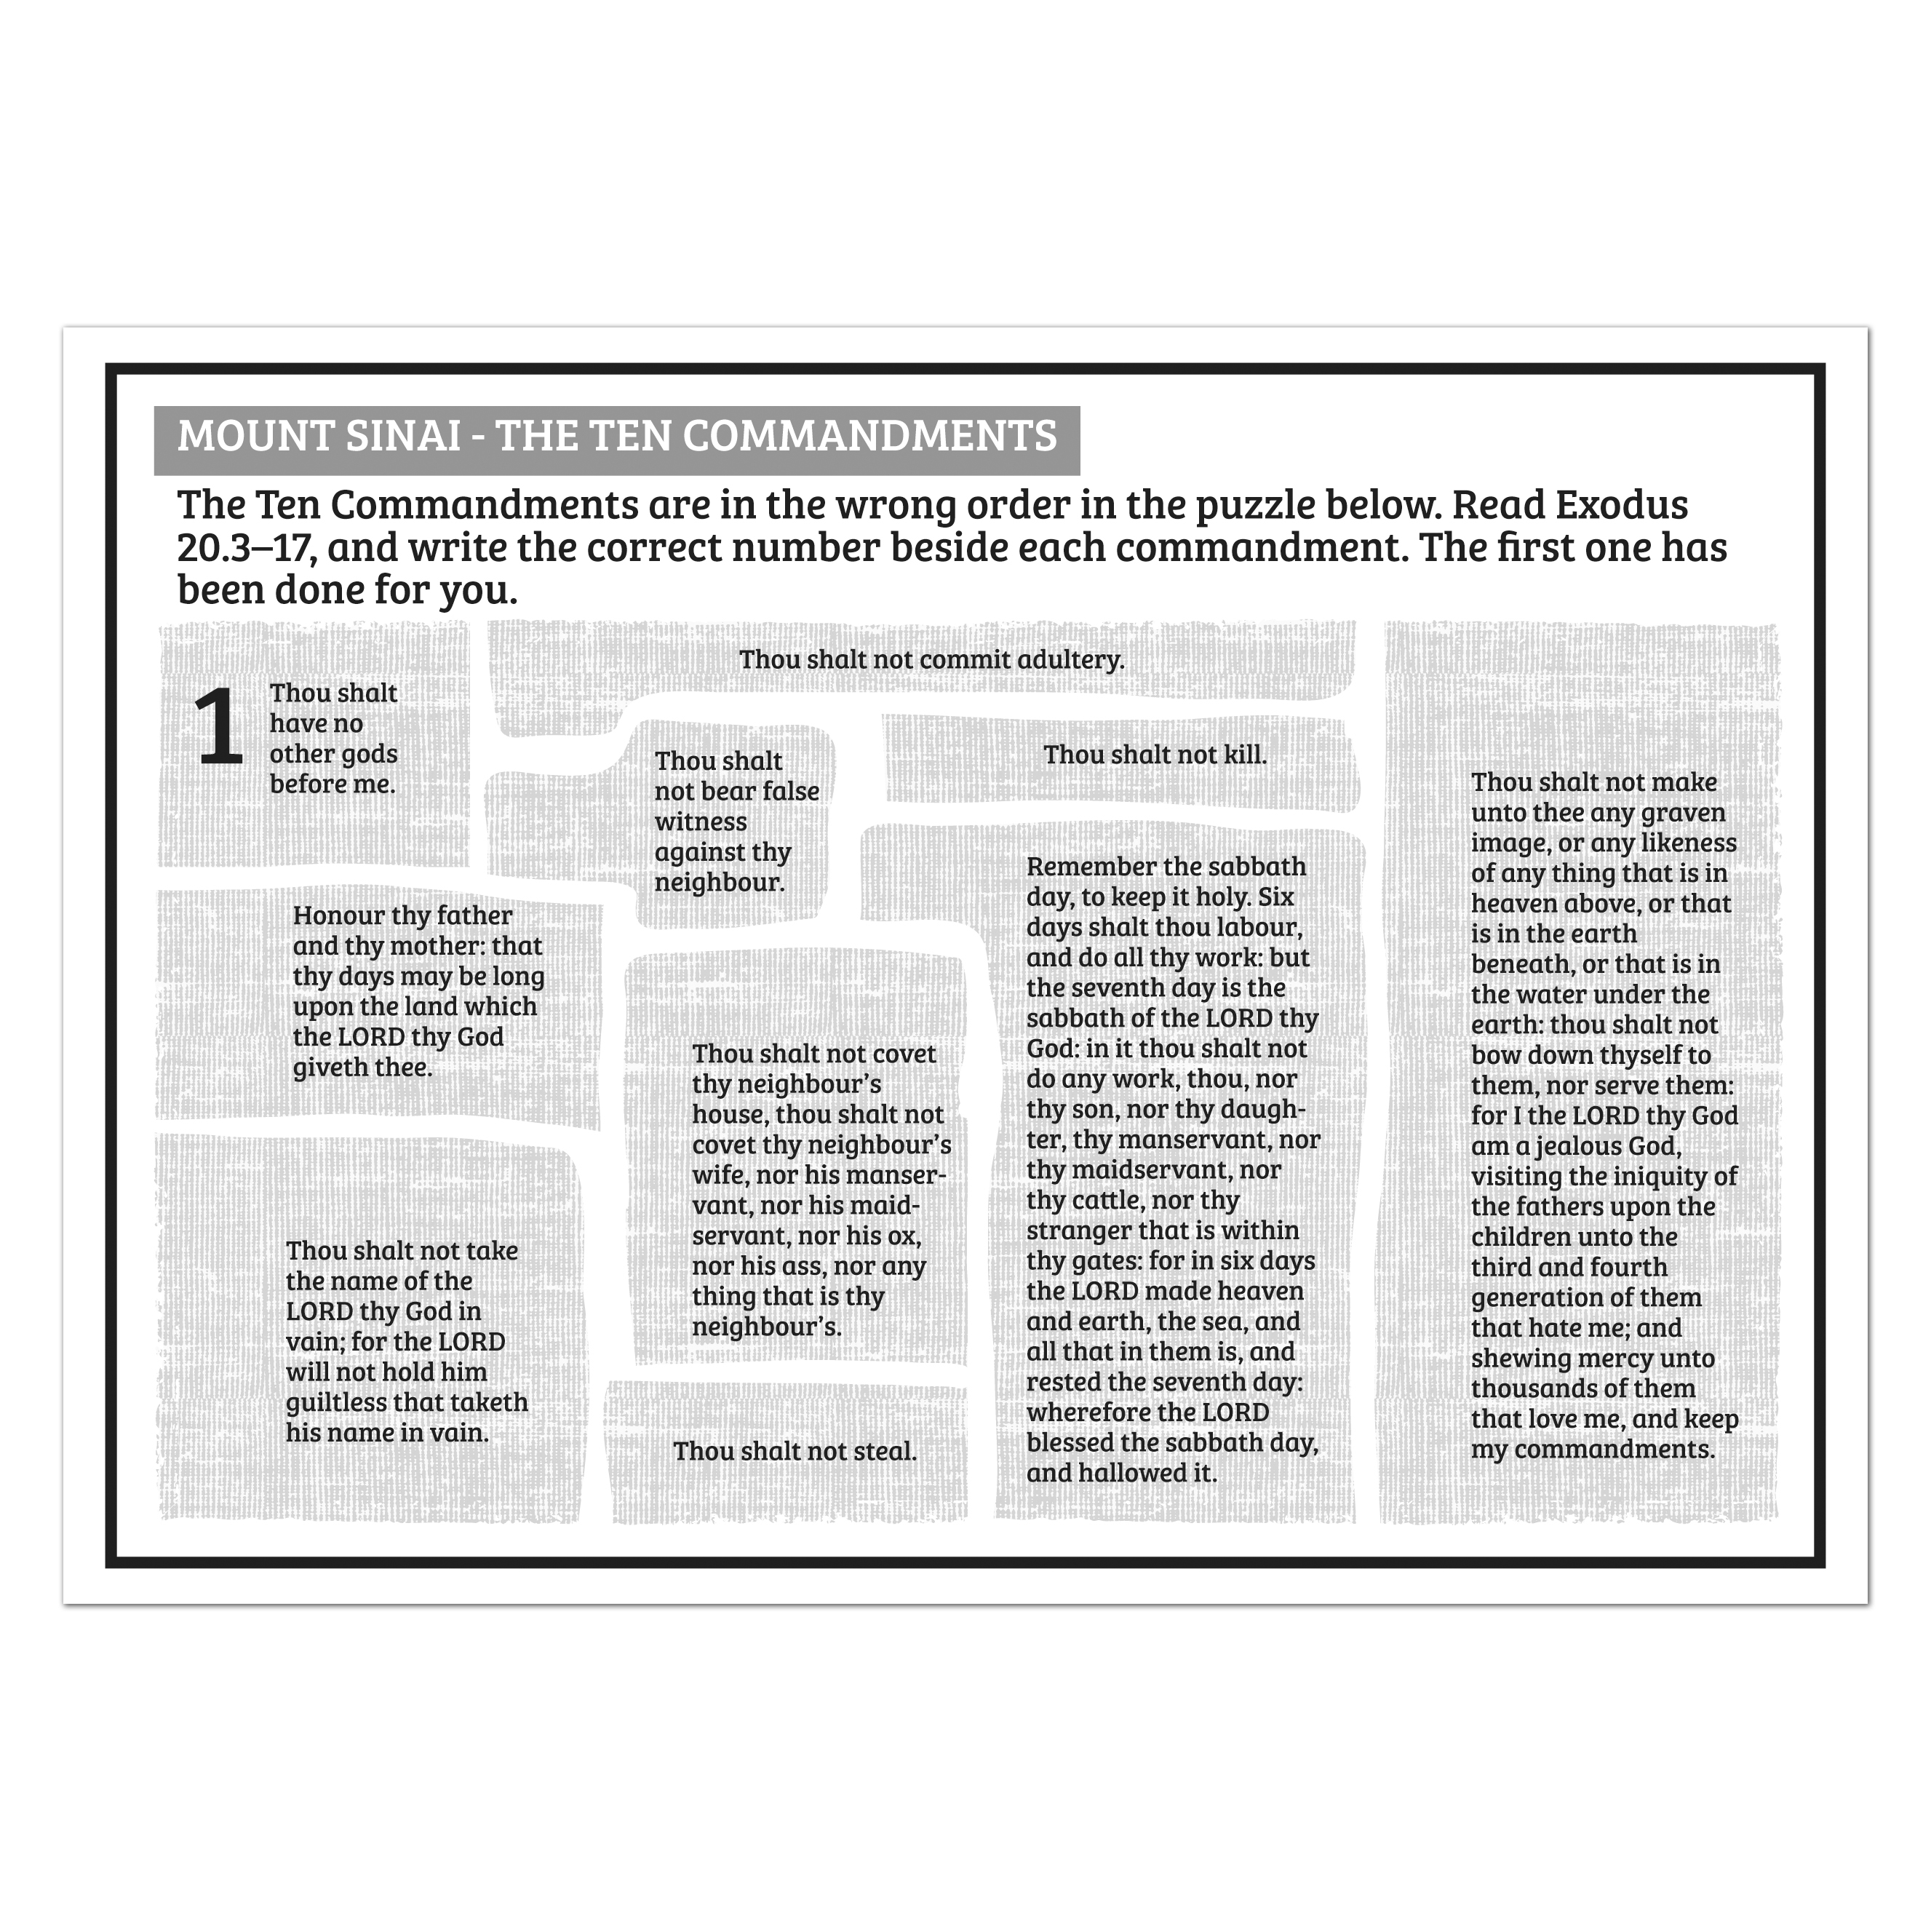 MOUNT SINAI - THE TEN COMMANDMENTS
The Ten Commandments are in the wrong order in the puzzle below. Read Exodus
20.3–17, and write the correct number beside each commandment. The first one has
been done for you.
1
Thou shalt
have no
other gods
before me.
Thou shalt not commit adultery.
Thou shalt
not bear false
witness
against thy
neighbour.
Thou shalt not kill.
Honour thy father
and thy mother: that
thy days may be long
upon the land which
the LORD thy God
giveth thee.
Thou shalt not take
the name of the
LORD thy God in
vain; for the LORD
will not hold him
guiltless that taketh
his name in vain.
Thou shalt not covet
thy neighbour’s
house, thou shalt not
covet thy neighbour’s
wife, nor his manser-
vant, nor his maid-
servant, nor his ox,
nor his ass, nor any
thing that is thy
neighbour’s.
Thou shalt not steal.
Remember the sabbath
day, to keep it holy. Six
days shalt thou labour,
and do all thy work: but
the seventh day is the
sabbath of the LORD thy
God: in it thou shalt not
do any work, thou, nor
thy son, nor thy daugh-
ter, thy manservant, nor
thy maidservant, nor
thy cattle, nor thy
stranger that is within
thy gates: for in six days
the LORD made heaven
and earth, the sea, and
all that in them is, and
rested the seventh day:
wherefore the LORD
blessed the sabbath day,
and hallowed it.
Thou shalt not make
unto thee any graven
image, or any likeness
of any thing that is in
heaven above, or that
is in the earth
beneath, or that is in
the water under the
earth: thou shalt not
bow down thyself to
them, nor serve them:
for I the LORD thy God
am a jealous God,
visiting the iniquity of
the fathers upon the
children unto the
third and fourth
generation of them
that hate me; and
shewing mercy unto
thousands of them
that love me, and keep
my commandments.